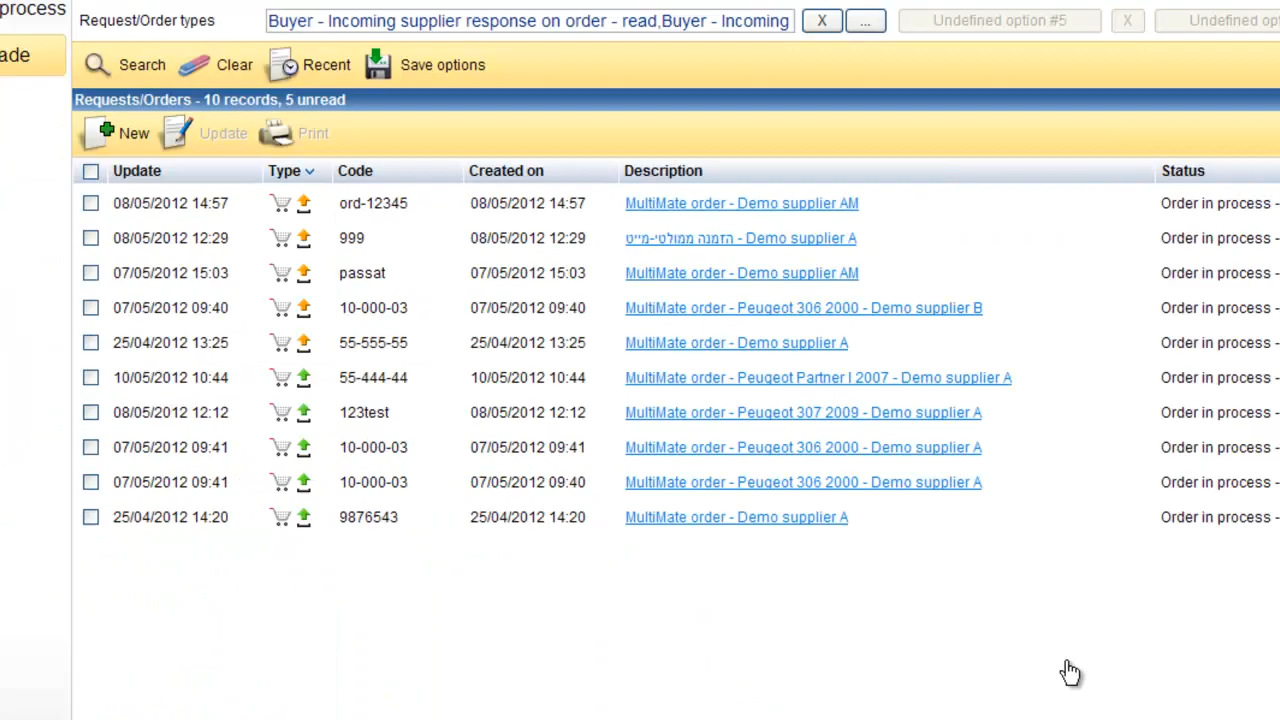 process
Request/Order types Buyer - Incoming supplier response on order - read,Buyer - Incoming X ... Undefined option #5 X Undefined op
ade
Search Clear Recent Save options
Requests/Orders - 10 records, 5 unread
New Update Print
Update Type Code Created on Description Status
08/05/2012 14:57 ord-12345 08/05/2012 14:57 MultiMate order - Demo supplier AM Order in process -
08/05/2012 12:29 999 08/05/2012 12:29 הזמנה ממולטי-מייט - Demo supplier A Order in process -
07/05/2012 15:03 passat 07/05/2012 15:03 MultiMate order - Demo supplier AM Order in process -
07/05/2012 09:40 10-000-03 07/05/2012 09:40 MultiMate order - Peugeot 306 2000 - Demo supplier B Order in process -
25/04/2012 13:25 55-555-55 25/04/2012 13:25 MultiMate order - Demo supplier A Order in process -
10/05/2012 10:44 55-444-44 10/05/2012 10:44 MultiMate order - Peugeot Partner I 2007 - Demo supplier A Order in process -
08/05/2012 12:12 123test 08/05/2012 12:12 MultiMate order - Peugeot 307 2009 - Demo supplier A Order in process -
07/05/2012 09:41 10-000-03 07/05/2012 09:41 MultiMate order - Peugeot 306 2000 - Demo supplier A Order in process -
07/05/2012 09:41 10-000-03 07/05/2012 09:40 MultiMate order - Peugeot 306 2000 - Demo supplier A Order in process -
25/04/2012 14:20 9876543 25/04/2012 14:20 MultiMate order - Demo supplier A Order in process -